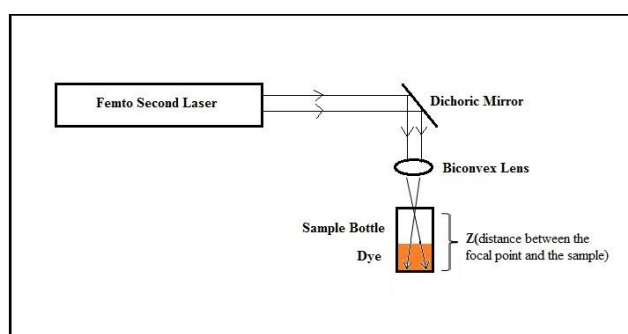 Femto Second Laser
Dichoric Mirror
Biconvex Lens
Sample Bottle
Dye
Z(distance between the
focal point and the sample)